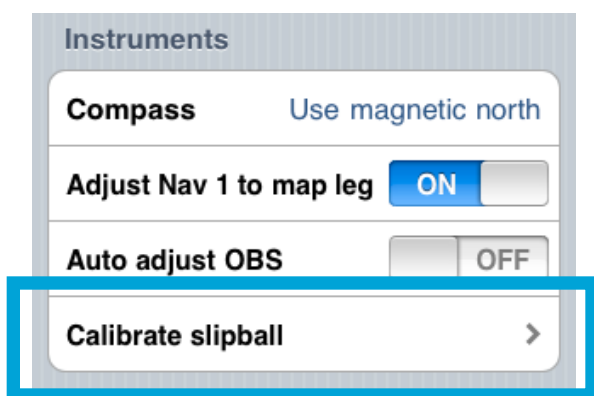 Instruments
Compass Use magnetic north
Adjust Nav 1 to map leg ON
Auto adjust OBS OFF
Calibrate slipball